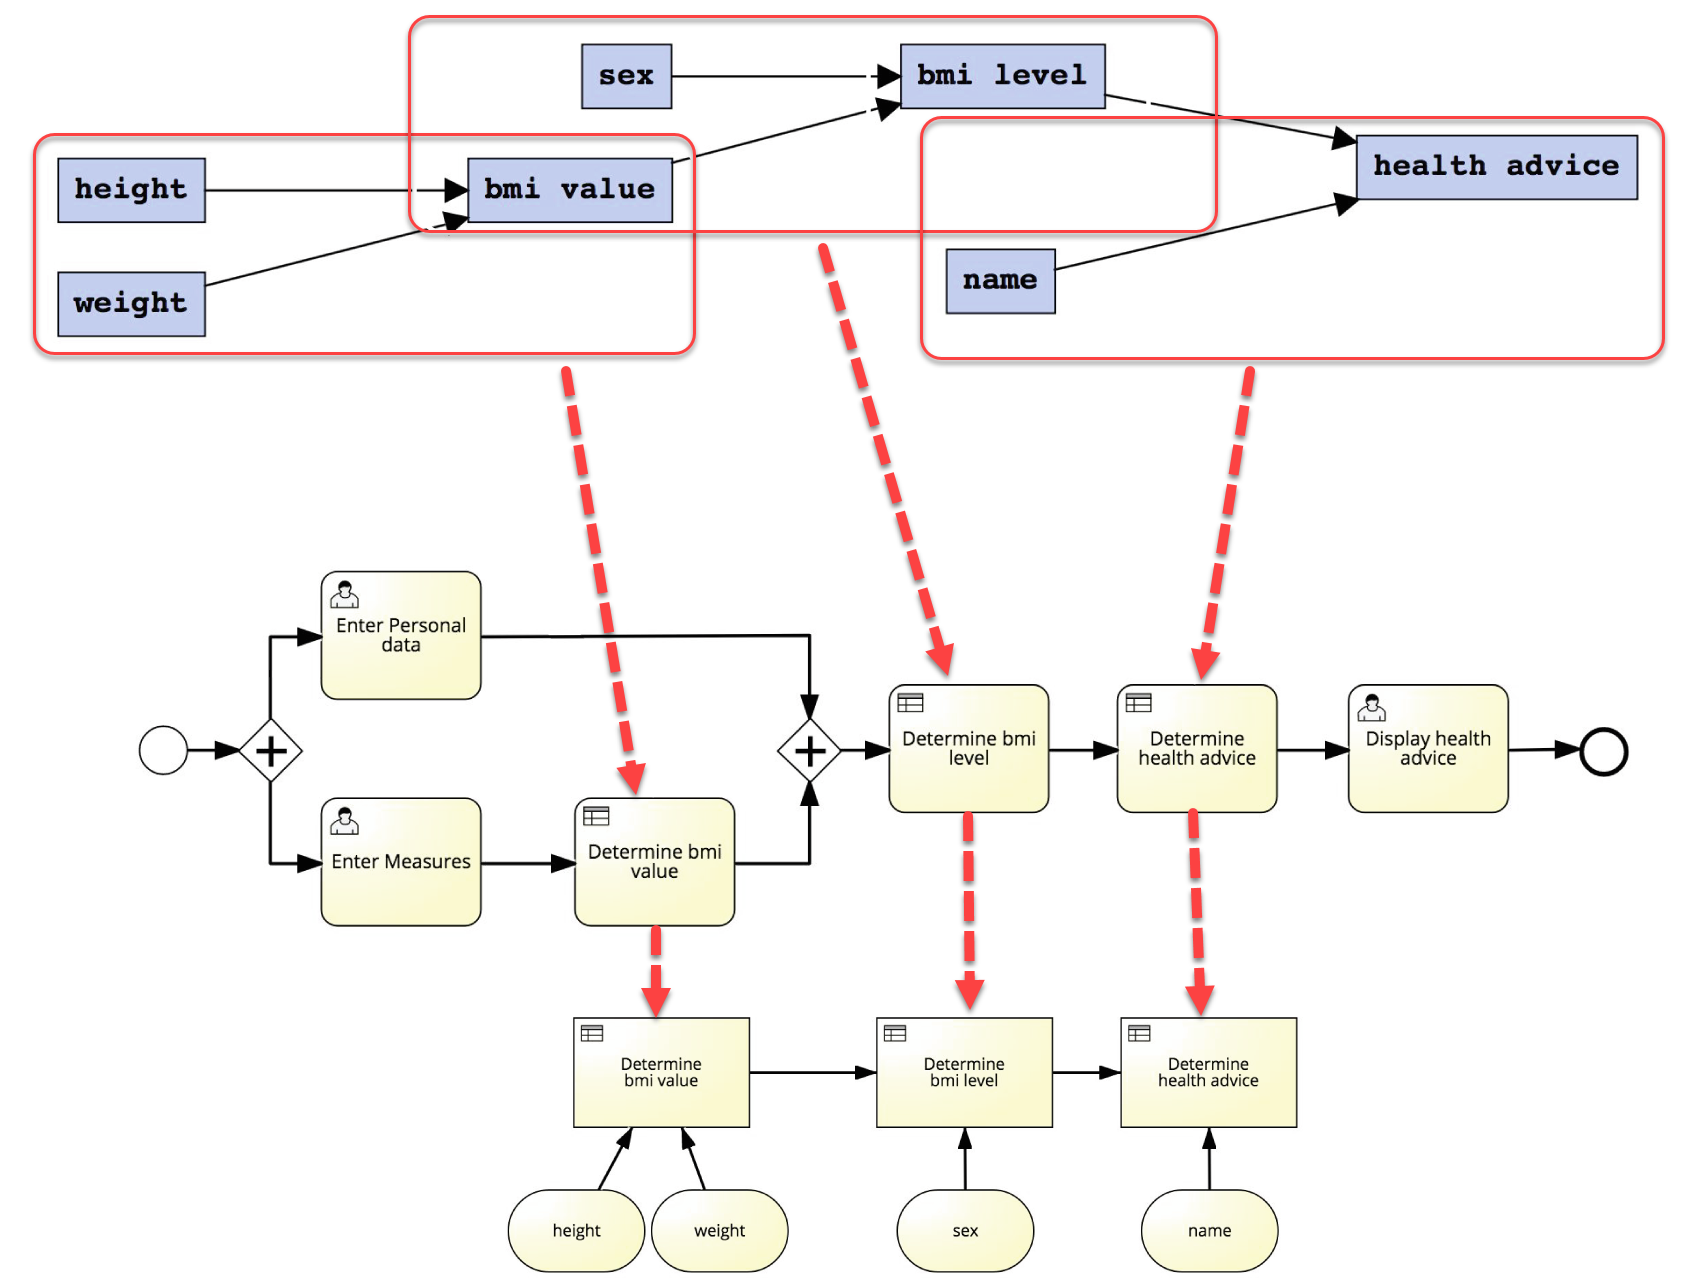 sex
bmi level
health advice
height
bmi value
name
weight
Enter Personal
data
Determine bmi
level
Determine
health advice
Display health
advice
Enter Measures
Determine bmi
value
Determine
bmi value
Determine
bmi level
Determine
health advice
height
weight
sex
name